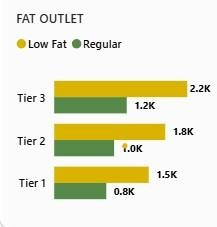 FAT OUTLET
Low Fat Regular
Tier 3 2.2K
1.2K
Tier 2 1.8K
1.0K
Tier 1 1.5K
0.8K